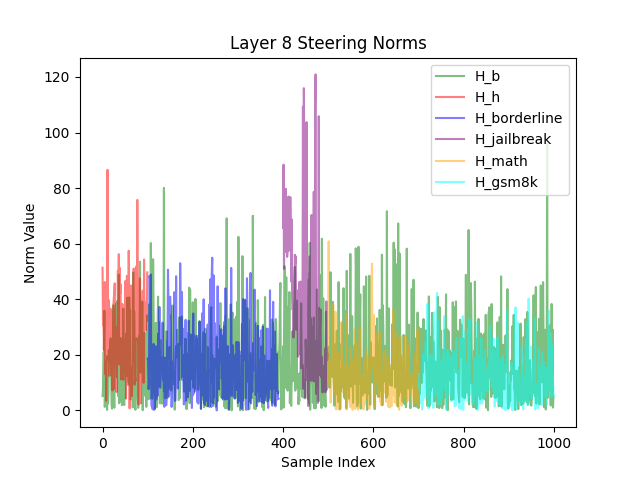 Layer 8 Steering Norms
120
100
80
60
40
20
0
Norm Value
H_b
H_h
H_borderline
H_jailbreak
H_math
H_gsm8k
0
200
400
600
800
1000
Sample Index